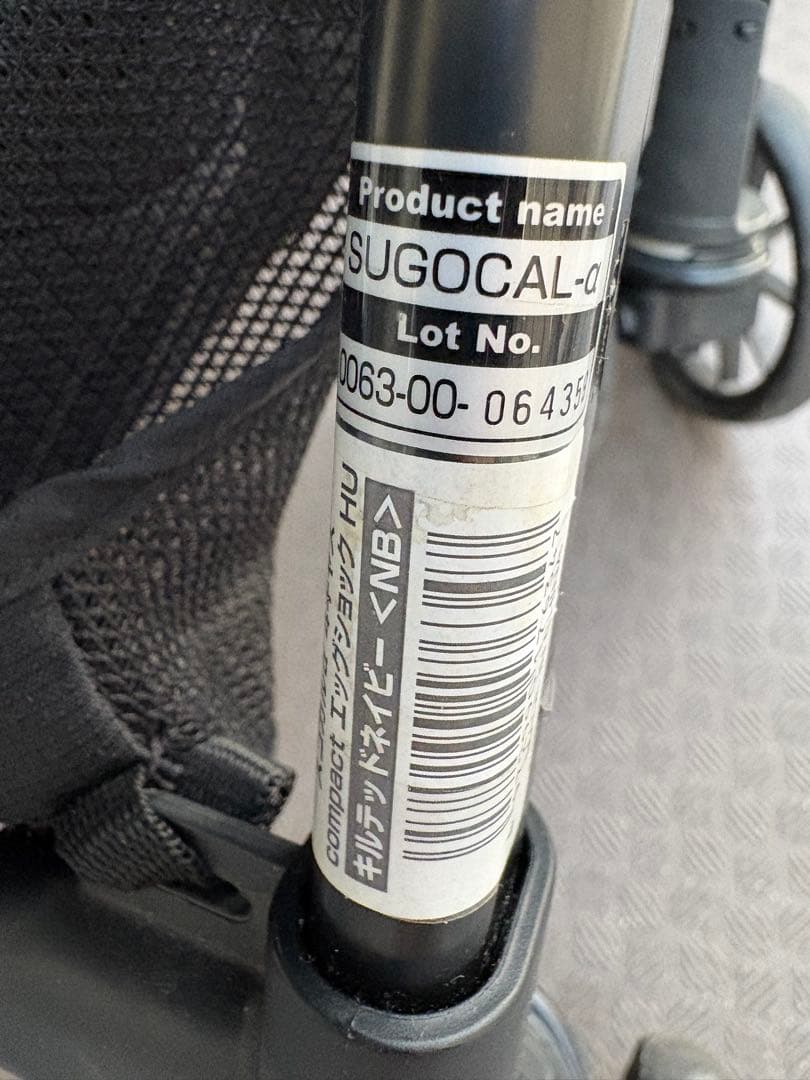 Product name
SUGOCAL-α
Lot No.
0063-00-06435
compact エッグショック HU
キルテッドネイビー <NB>